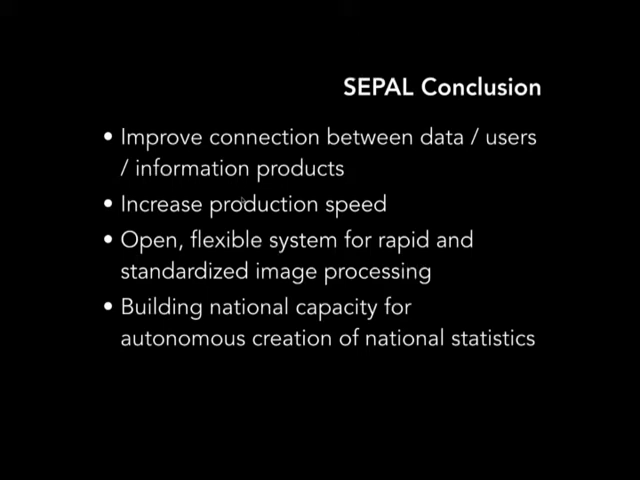 SEPAL Conclusion
• Improve connection between data / users
/ information products
• Increase production speed
• Open, flexible system for rapid and
standardized image processing
• Building national capacity for
autonomous creation of national statistics